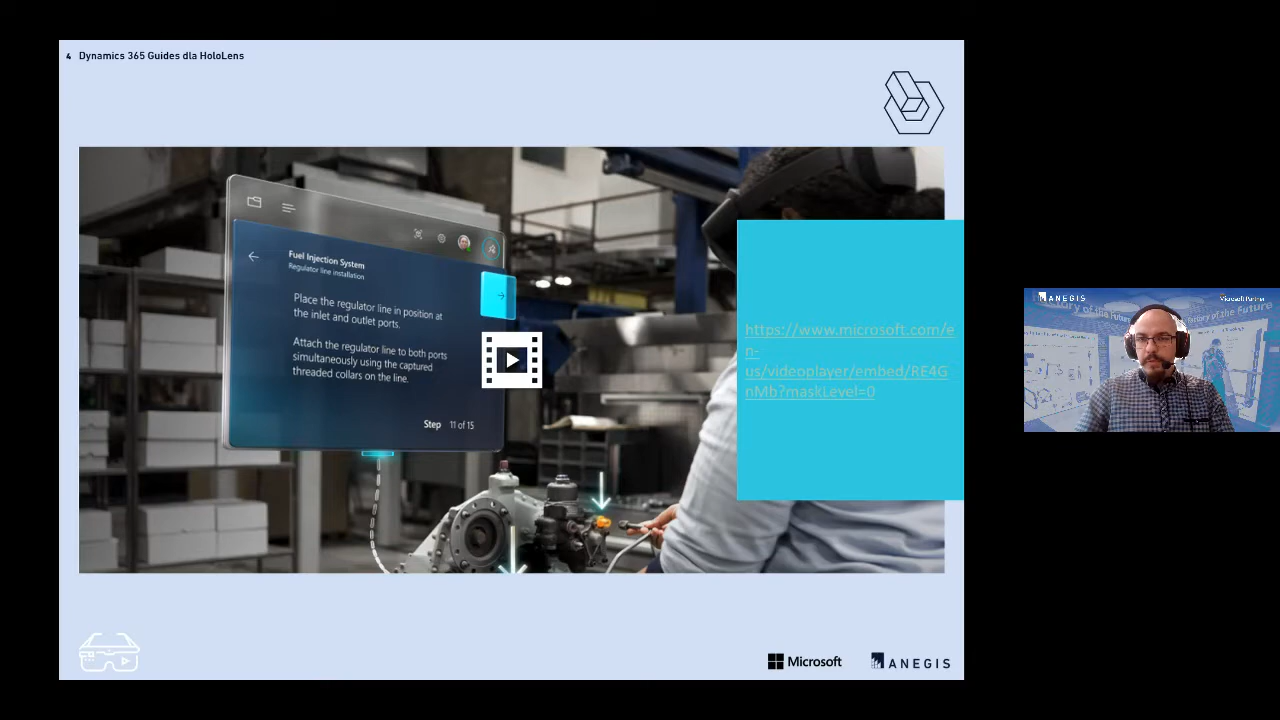 4 Dynamics 365 Guides dla HoloLens
Fuel Injection System
Regulator line installation
Place the regulator line in position at
the inlet and outlet ports.
Attach the regulator line to both ports
simultaneously using the captured
threaded collars on the line.
Step 11 of 15
https://www.microsoft.com/e
n-
us/videoplayer/embed/RE4G
nMb?maskLevel=0
ANEGIS
Microsoft Partner
Microsoft
ANEGIS